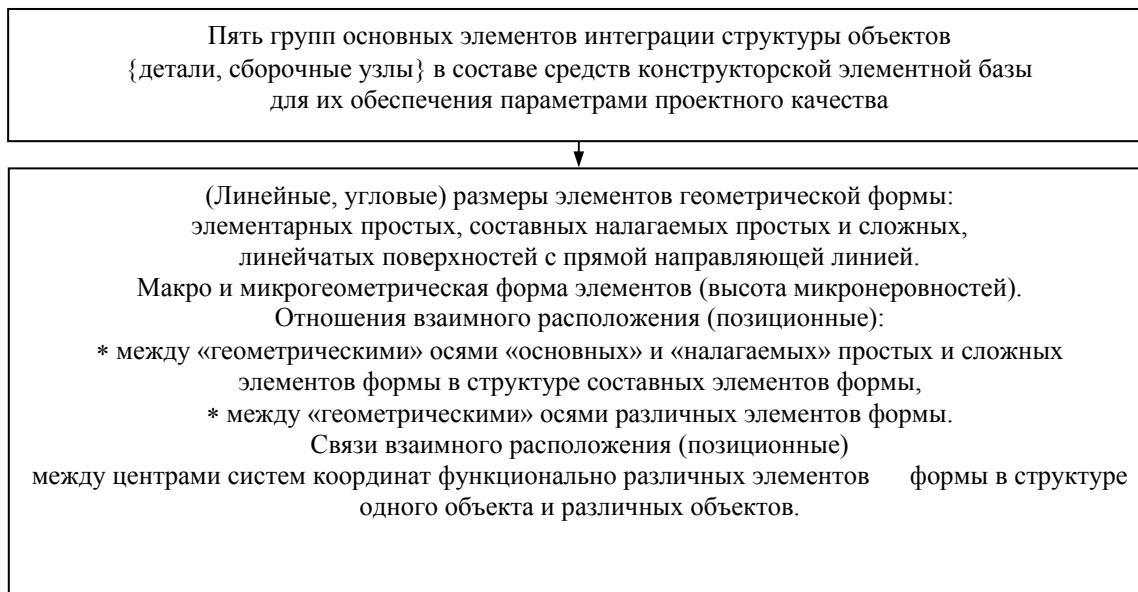 Пять групп основных элементов интеграции структуры объектов
{детали, сборочные узлы} в составе средств конструкторской элементной базы
для их обеспечения параметрами проектного качества
(Линейные, угловые) размеры элементов геометрической формы:
элементарных простых, составных налагаемых простых и сложных,
линейчатых поверхностей с прямой направляющей линией.
Макро и микрогеометрическая форма элементов (высота микронеровностей).
Отношения взаимного расположения (позиционные):
* между «геометрическими» осями «основных» и «налагаемых» простых и сложных
элементов формы в структуре составных элементов формы,
* между «геометрическими» осями различных элементов формы.
Связи взаимного расположения (позиционные)
между центрами систем координат функционально различных элементов формы в структуре
одного объекта и различных объектов.